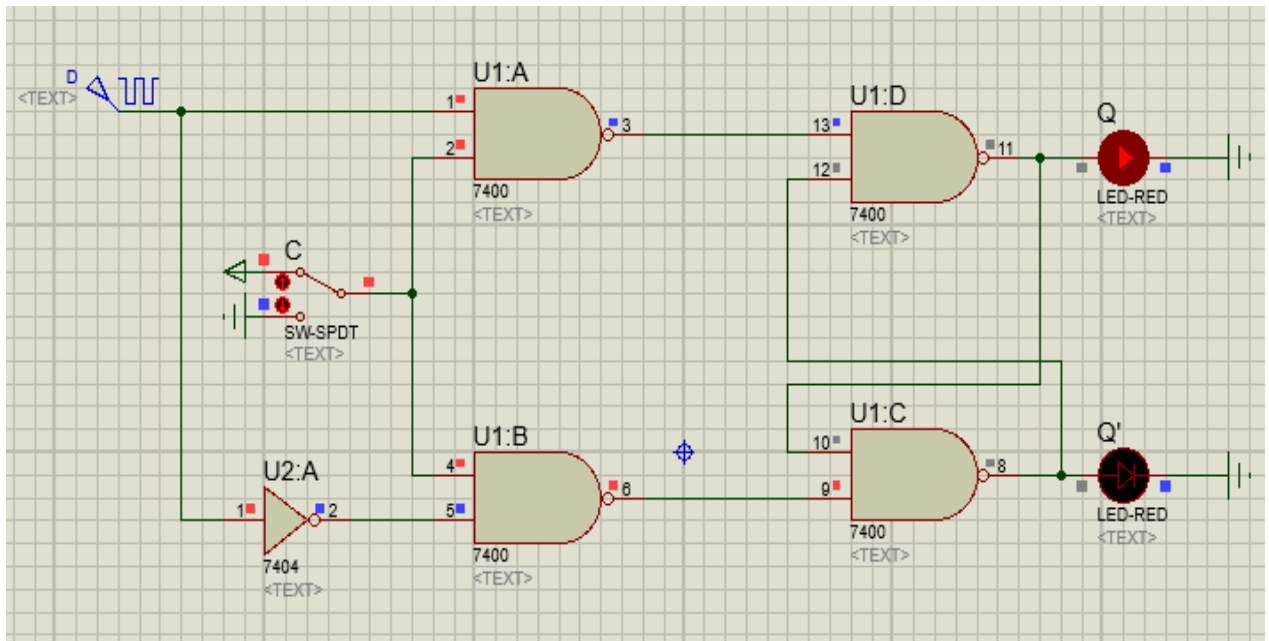 D
<TEXT>
U1:A
1
2
3
7400
<TEXT>
U1:D
13
12
11
7400
<TEXT>
Q
LED-RED
<TEXT>
C
SW-SPDT
<TEXT>
U2:A
1
2
7404
<TEXT>
U1:B
4
5
6
7400
<TEXT>
U1:C
10
9
8
7400
<TEXT>
Q'
LED-RED
<TEXT>